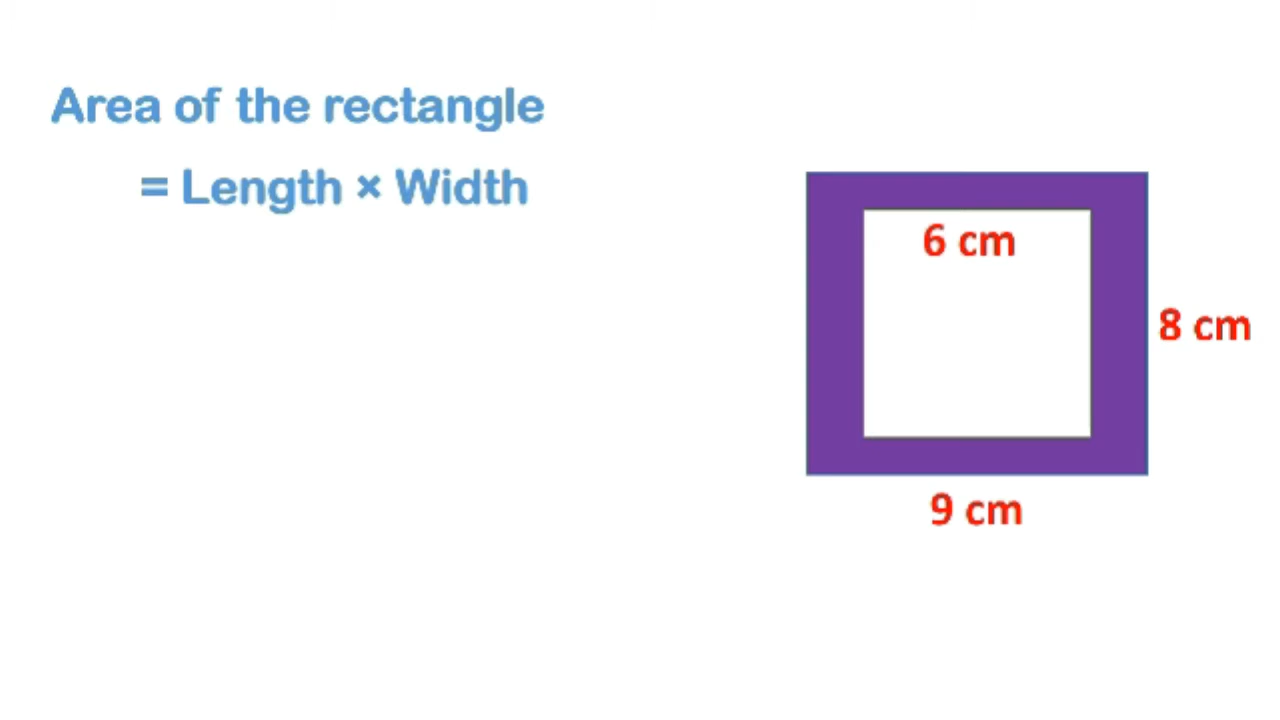 Area of the rectangle
= Length × Width
6 cm
8 cm
9 cm